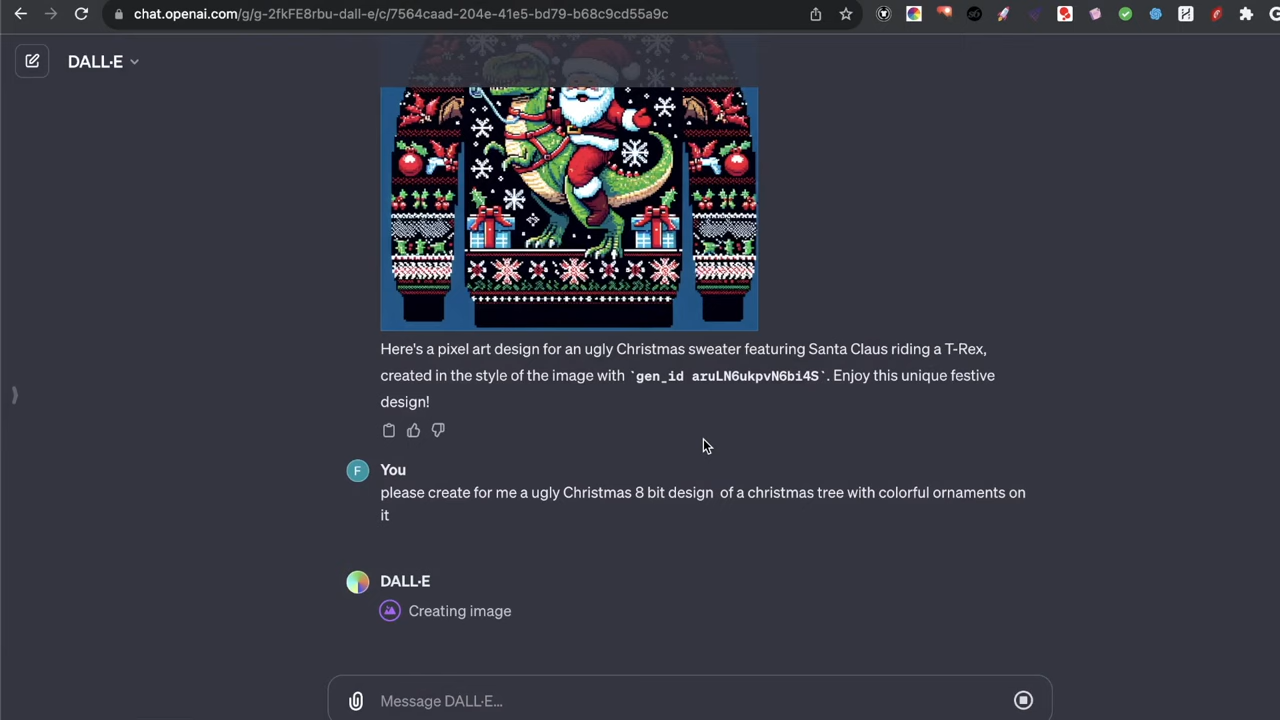 chat.openai.com/g/g-2fkFE8rbu-dall-e/c/7564caad-204e-41e5-bd79-b68c9cd55a9c
DALL·E
Here's a pixel art design for an ugly Christmas sweater featuring Santa Claus riding a T-Rex,
created in the style of the image with `gen_id aruLN6ukpvN6bi4S`. Enjoy this unique festive
design!
F
You
please create for me a ugly Christmas 8 bit design  of a christmas tree with colorful ornaments on
it
DALL·E
Creating image
Message DALL·E...